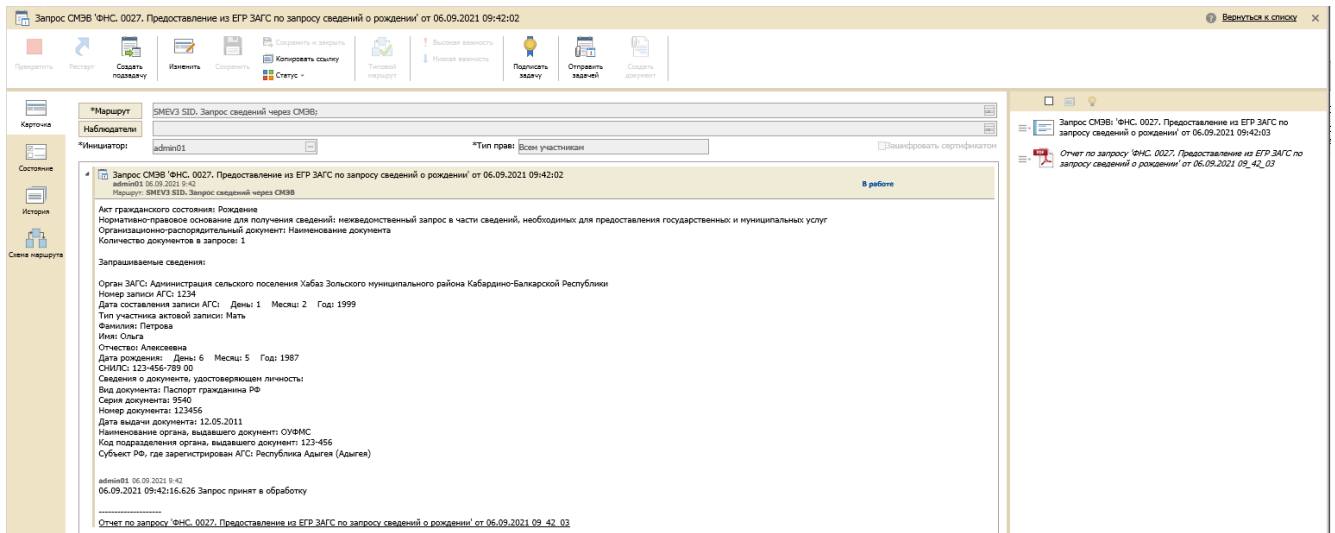 Запрос СМЭВ 'ФНС. 0027. Предоставление из ЕГР ЗАГС по запросу сведений о рождении' от 06.09.2021 09:42:02
Вернуться к списку
Прекратить
Рестарт
Создать подзадачу
Изменить
Сохранить
Сохранить и закрыть
Копировать ссылку
Статус
Типовой маршрут
Высокая важность
Низкая важность
Подписать задачу
Отправить задачей
Создать документ
Карточка
Состояние
История
Схема маршрута
*Маршрут SMEV3 SID. Запрос сведений через СМЭВ;
Наблюдатели
*Инициатор: admin01 *Тип прав: Всем участникам Зашифровать сертификатом
Запрос СМЭВ 'ФНС. 0027. Предоставление из ЕГР ЗАГС по запросу сведений о рождении' от 06.09.2021 09:42:02
admin01 06.09.2021 9:42
В работе
Маршрут: SMEV3 SID. Запрос сведений через СМЭВ
Акт гражданского состояния: Рождение
Нормативно-правовое основание для получения сведений: межведомственный запрос в части сведений, необходимых для предоставления государственных и муниципальных услуг
Организационно-распорядительный документ: Наименование документа
Количество документов в запросе: 1
Запрашиваемые сведения:
Орган ЗАГС: Администрация сельского поселения Хабаз Зольского муниципального района Кабардино-Балкарской Республики
Номер записи АГС: 1234
Дата составления записи АГС: День: 1 Месяц: 2 Год: 1999
Тип участника актовой записи: Мать
Фамилия: Петрова
Имя: Ольга
Отчество: Алексеевна
Дата рождения: День: 6 Месяц: 5 Год: 1987
СНИЛС: 123-456-789 00
Сведения о документе, удостоверяющем личность:
Вид документа: Паспорт гражданина РФ
Серия документа: 9540
Номер документа: 123456
Дата выдачи документа: 12.05.2011
Наименование органа, выдавшего документ: ОУФМС
Код подразделения органа, выдавшего документ: 123-456
Субъект РФ, где зарегистрирован АГС: Республика Адыгея (Адыгея)
admin01 06.09.2021 9:42
06.09.2021 09:42:16.626 Запрос принят в обработку
--------------------
Отчет по запросу 'ФНС. 0027. Предоставление из ЕГР ЗАГС по запросу сведений о рождении' от 06.09.2021 09_42_03
Запрос СМЭВ: 'ФНС. 0027. Предоставление из ЕГР ЗАГС по
запросу сведений о рождении' от 06.09.2021 09:42:03
PDF
Отчет по запросу 'ФНС. 0027. Предоставление из ЕГР ЗАГС по
запросу сведений о рождении' от 06.09.2021 09_42_03